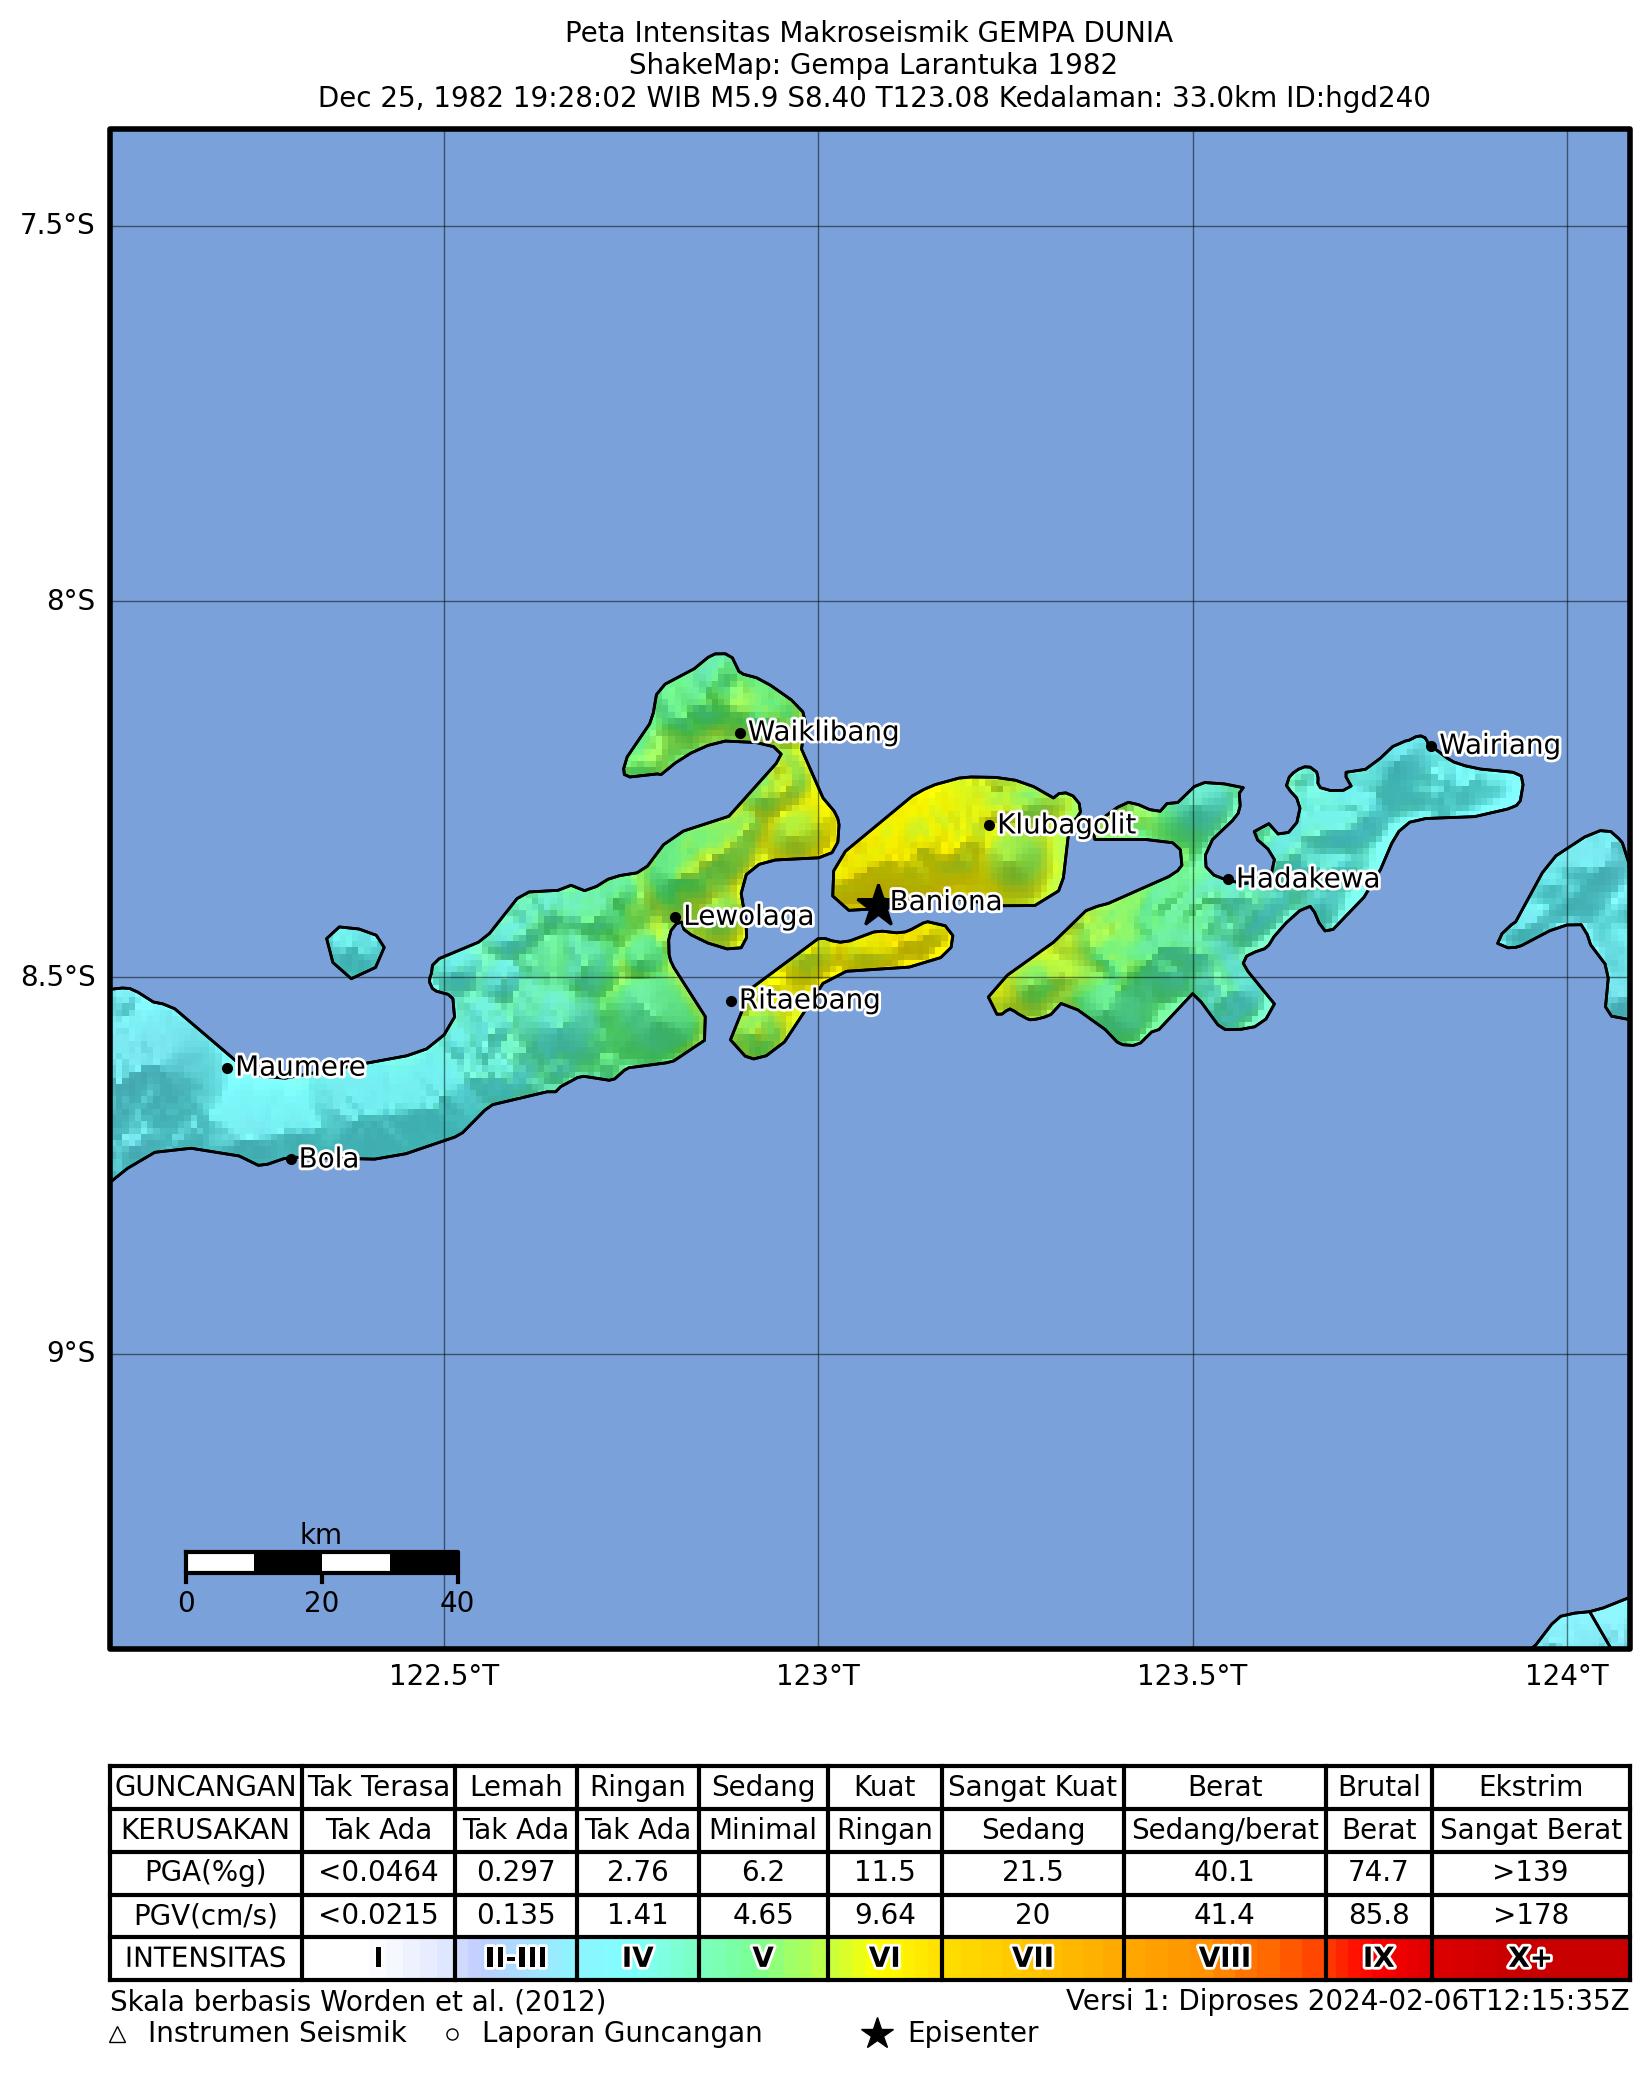 Peta Intensitas Makroseismik GEMPA DUNIA
ShakeMap: Gempa Larantuka 1982
Dec 25, 1982 19:28:02 WIB M5.9 S8.40 T123.08 Kedalaman: 33.0km ID:hgd240
7.5°S
8°S
Waiklibang
Wairiang
Klubagolit
Hadakewa
Baniona
Lewolaga
8.5°S
Ritaebang
Maumere
Bola
9°S
km
0 20 40
122.5°T 123°T 123.5°T 124°T
GUNCANGAN Tak Terasa Lemah Ringan Sedang Kuat Sangat Kuat Berat Brutal Ekstrim
KERUSAKAN Tak Ada Tak Ada Tak Ada Minimal Ringan Sedang Sedang/berat Berat Sangat Berat
PGA(%g) <0.0464 0.297 2.76 6.2 11.5 21.5 40.1 74.7 >139
PGV(cm/s) <0.0215 0.135 1.41 4.65 9.64 20 41.4 85.8 >178
INTENSITAS I II-III IV V VI VII VIII IX X+
Skala berbasis Worden et al. (2012) Versi 1: Diproses 2024-02-06T12:15:35Z
Instrumen Seismik Laporan Guncangan Episenter